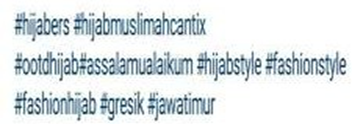 #hijabers #hijabmuslimahcantix
#ootdhijab#assalamualaikum #hijabstyle #fashionstyle
#fashionhijab #gresik #jawatimur